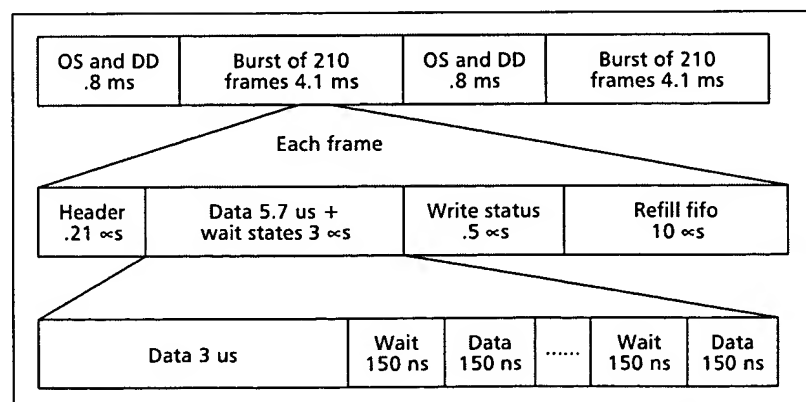 OS and DD
.8 ms
Burst of 210
frames 4.1 ms
OS and DD
.8 ms
Burst of 210
frames 4.1 ms
Each frame
Header
.21 ∝s
Data 5.7 us +
wait states 3 ∝s
Write status
.5 ∝s
Refill fifo
10 ∝s
Data 3 us
Wait
150 ns
Data
150 ns
......
Wait
150 ns
Data
150 ns